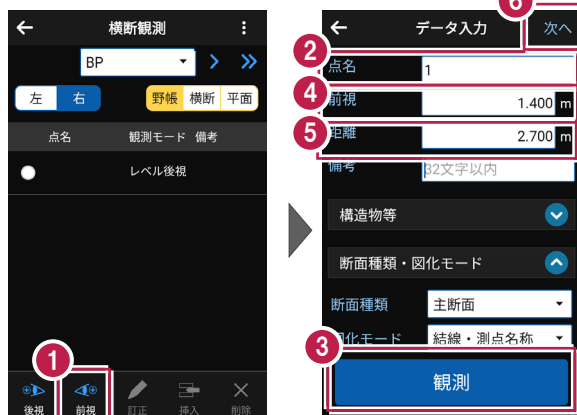 横断観測
BP
左 右 野帳 横断 平面
点名 観測モード 備考
レベル後視
1
後視 前視 訂正 挿入 削除
6
データ入力 次へ
2
点名 1
4
前視 1.400 m
5
距離 2.700 m
備考 32文字以内
構造物等
断面種類・図化モード
断面種類 主断面
図化モード 結線・測点名称
3
観測